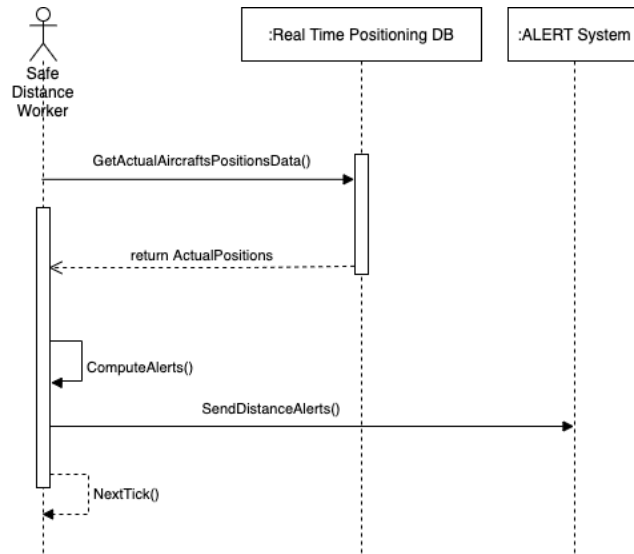 :Real Time Positioning DB
:ALERT System
Safe
Distance
Worker
GetActualAircraftsPositionsData()
return ActualPositions
ComputeAlerts()
SendDistanceAlerts()
NextTick()